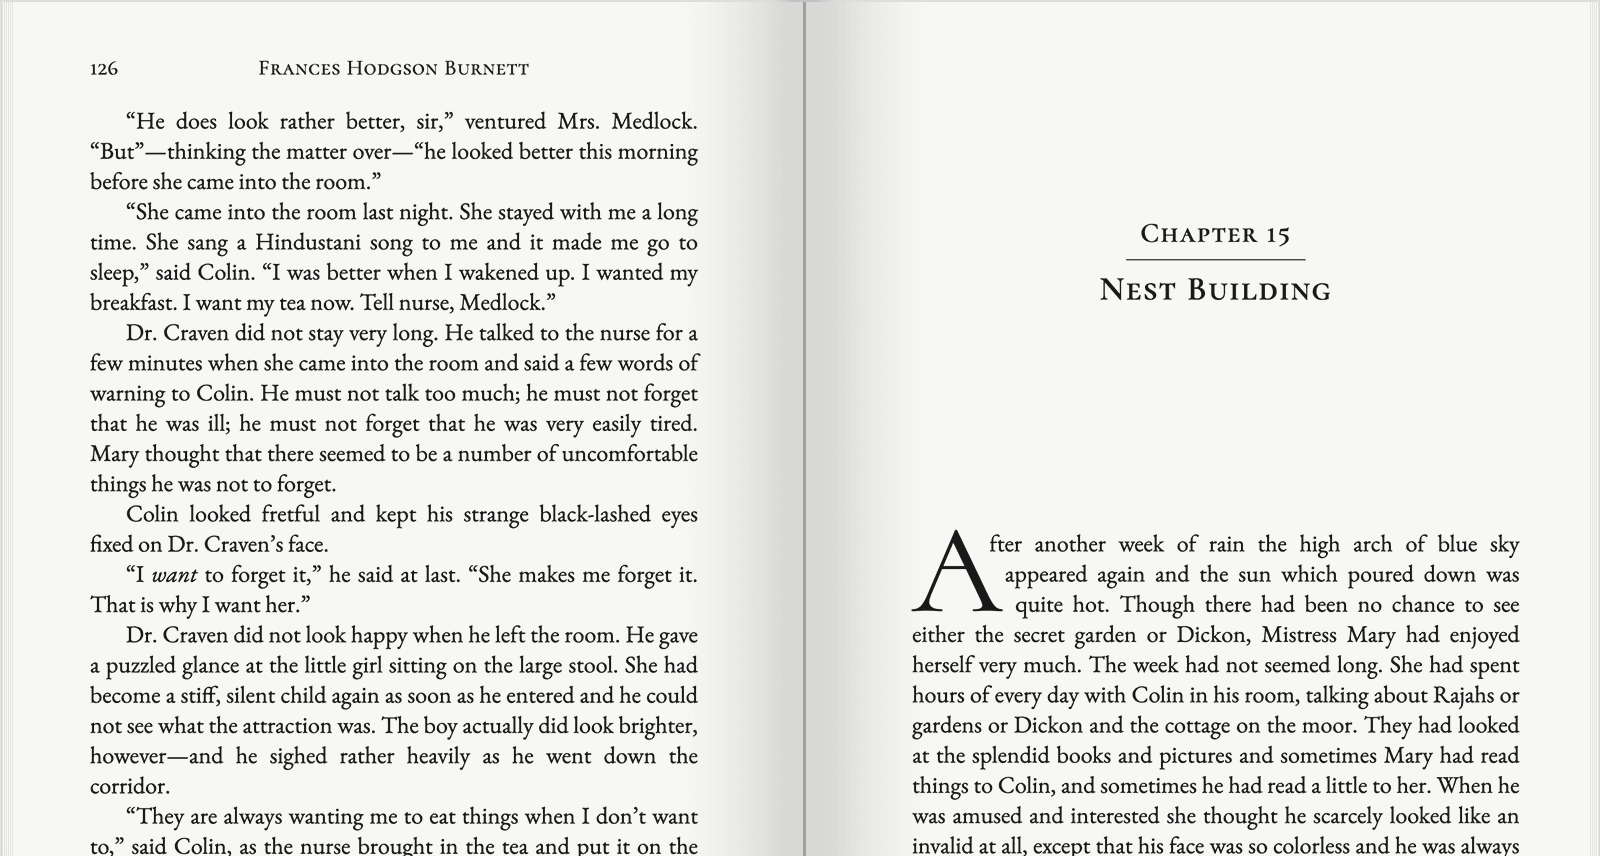 126
Frances Hodgson Burnett
“He does look rather better, sir,” ventured Mrs. Medlock.
“But”—thinking the matter over—“he looked better this morning
before she came into the room.”
“She came into the room last night. She stayed with me a long
time. She sang a Hindustani song to me and it made me go to
sleep,” said Colin. “I was better when I wakened up. I wanted my
breakfast. I want my tea now. Tell nurse, Medlock.”
Dr. Craven did not stay very long. He talked to the nurse for a
few minutes when she came into the room and said a few words of
warning to Colin. He must not talk too much; he must not forget
that he was ill; he must not forget that he was very easily tired.
Mary thought that there seemed to be a number of uncomfortable
things he was not to forget.
Colin looked fretful and kept his strange black-lashed eyes
fixed on Dr. Craven’s face.
“I want to forget it,” he said at last. “She makes me forget it.
That is why I want her.”
Dr. Craven did not look happy when he left the room. He gave
a puzzled glance at the little girl sitting on the large stool. She had
become a stiff, silent child again as soon as he entered and he could
not see what the attraction was. The boy actually did look brighter,
however—and he sighed rather heavily as he went down the
corridor.
“They are always wanting me to eat things when I don’t want
to,” said Colin, as the nurse brought in the tea and put it on the
Chapter 15
Nest Building
After another week of rain the high arch of blue sky
appeared again and the sun which poured down was
quite hot. Though there had been no chance to see
either the secret garden or Dickon, Mistress Mary had enjoyed
herself very much. The week had not seemed long. She had spent
hours of every day with Colin in his room, talking about Rajahs or
gardens or Dickon and the cottage on the moor. They had looked
at the splendid books and pictures and sometimes Mary had read
things to Colin, and sometimes he had read a little to her. When he
was amused and interested she thought he scarcely looked like an
invalid at all, except that his face was so colorless and he was always